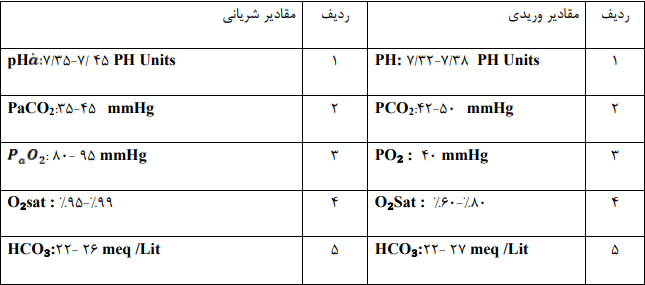 ردیف مقادیر وریدی ردیف مقادیر شریانی
۱ PH: ۷/۳۲-۷/۳۸ PH Units ۱ pHȧ:۷/۳۵-۷/ ۴۵ PH Units
۲ PCO₂:۴۲-۵۰ mmHg ۲ PaCO₂:۳۵-۴۵ mmHg
۳ PO₂ : ۴۰ mmHg ۳ PₐO₂: ۸۰- ۹۵ mmHg
۴ O₂Sat : ٪۶۰-٪۸۰ ۴ O₂sat : ٪۹۵-٪۹۹
۵ HCO₃:۲۲- ۲۷ meq /Lit ۵ HCO₃:۲۲- ۲۶ meq /Lit